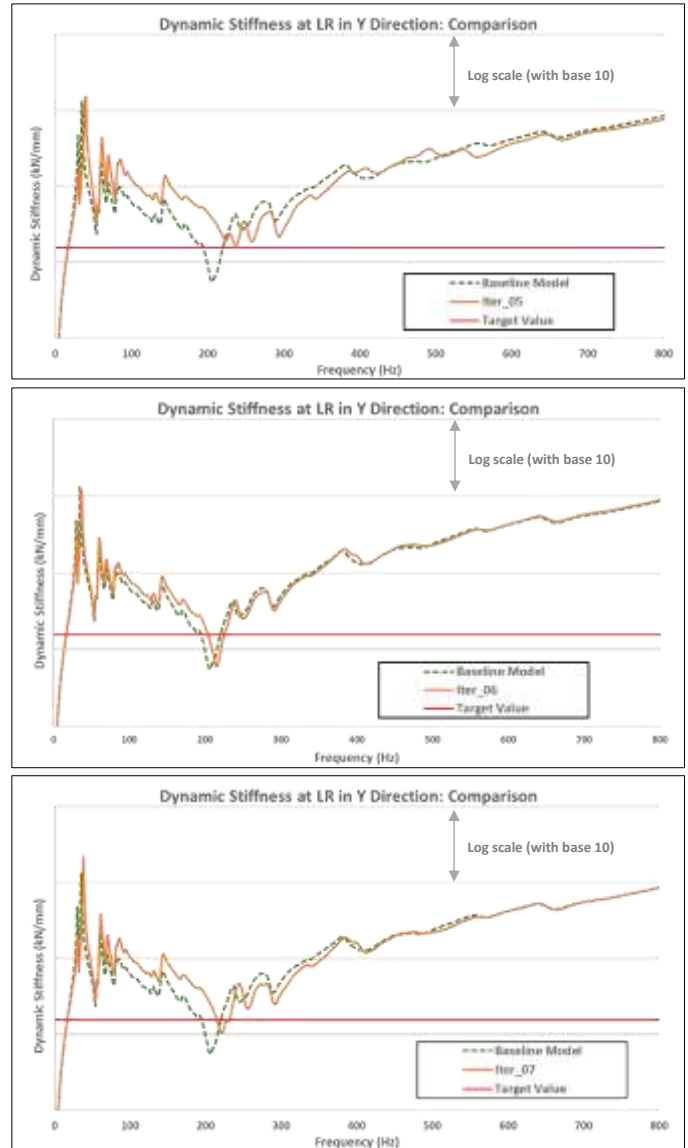 Dynamic Stiffness at LR in Y Direction: Comparison
Log scale (with base 10)
Dynamic Stiffness (kN/mm)
Baseline Model
Iter_05
Target Value
0 100 200 300 400 500 600 700 800
Frequency (Hz)
Dynamic Stiffness at LR in Y Direction: Comparison
Log scale (with base 10)
Dynamic Stiffness (kN/mm)
Baseline Model
Iter_06
Target Value
0 100 200 300 400 500 600 700 800
Frequency (Hz)
Dynamic Stiffness at LR in Y Direction: Comparison
Log scale (with base 10)
Dynamic Stiffness (kN/mm)
Baseline Model
Iter_07
Target Value
0 100 200 300 400 500 600 700 800
Frequency (Hz)